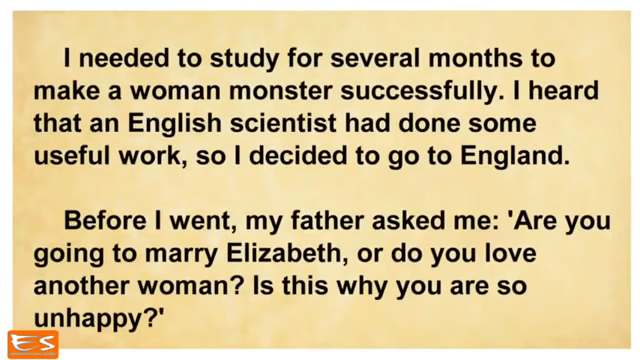 I needed to study for several months to
make a woman monster successfully. I heard
that an English scientist had done some
useful work, so I decided to go to England.
Before I went, my father asked me: 'Are you
going to marry Elizabeth, or do you love
another woman? Is this why you are so
unhappy?'
ES